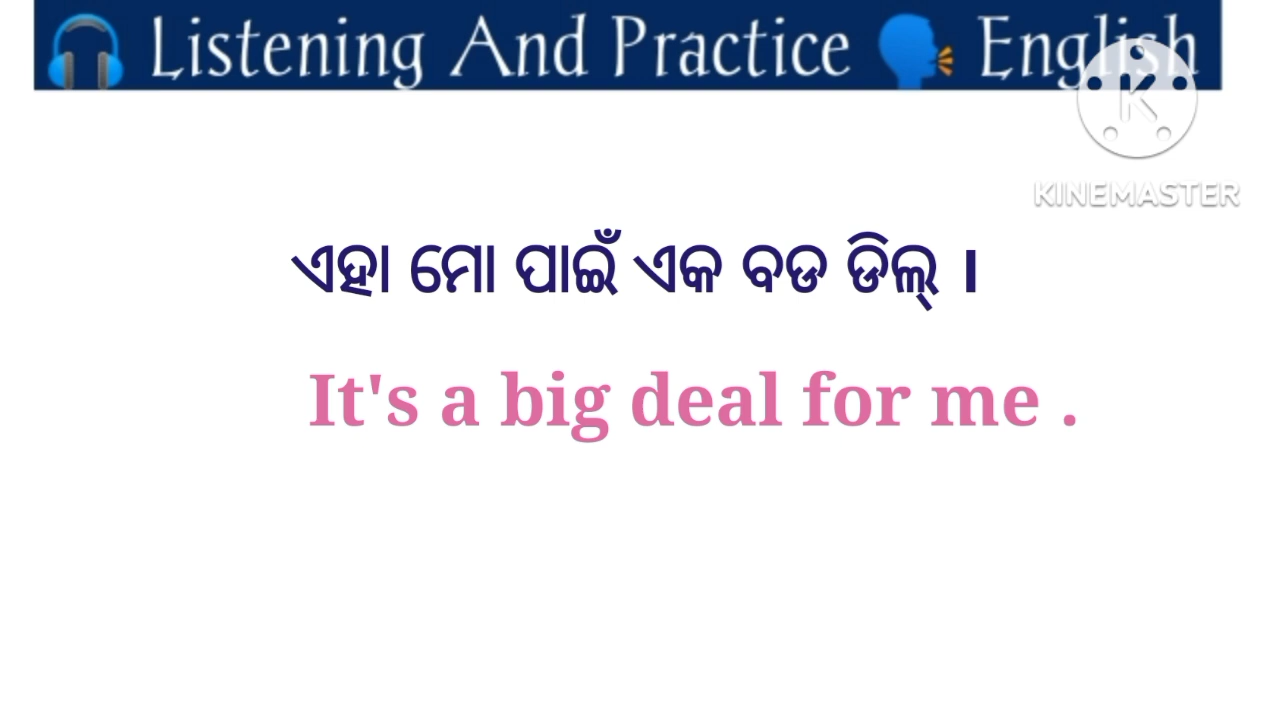 Listening And Practice English
KINEMASTER
ଏହା ମୋ ପାଇଁ ଏକ ବଡ ଡିଲ୍ ।
It's a big deal for me .